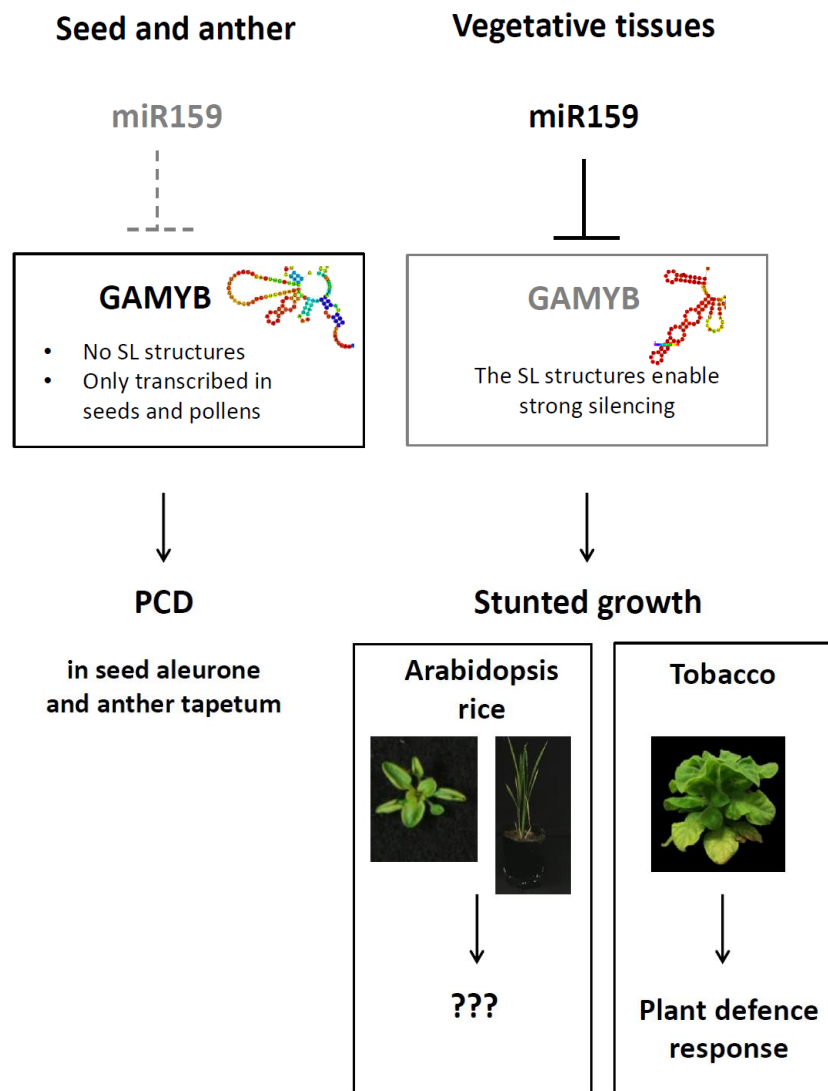 Seed and anther
miR159
GAMYB
• No SL structures
• Only transcribed in
seeds and pollens
PCD
in seed aleurone
and anther tapetum
Vegetative tissues
miR159
GAMYB
The SL structures enable
strong silencing
Stunted growth
Arabidopsis
rice
???
Tobacco
Plant defence
response